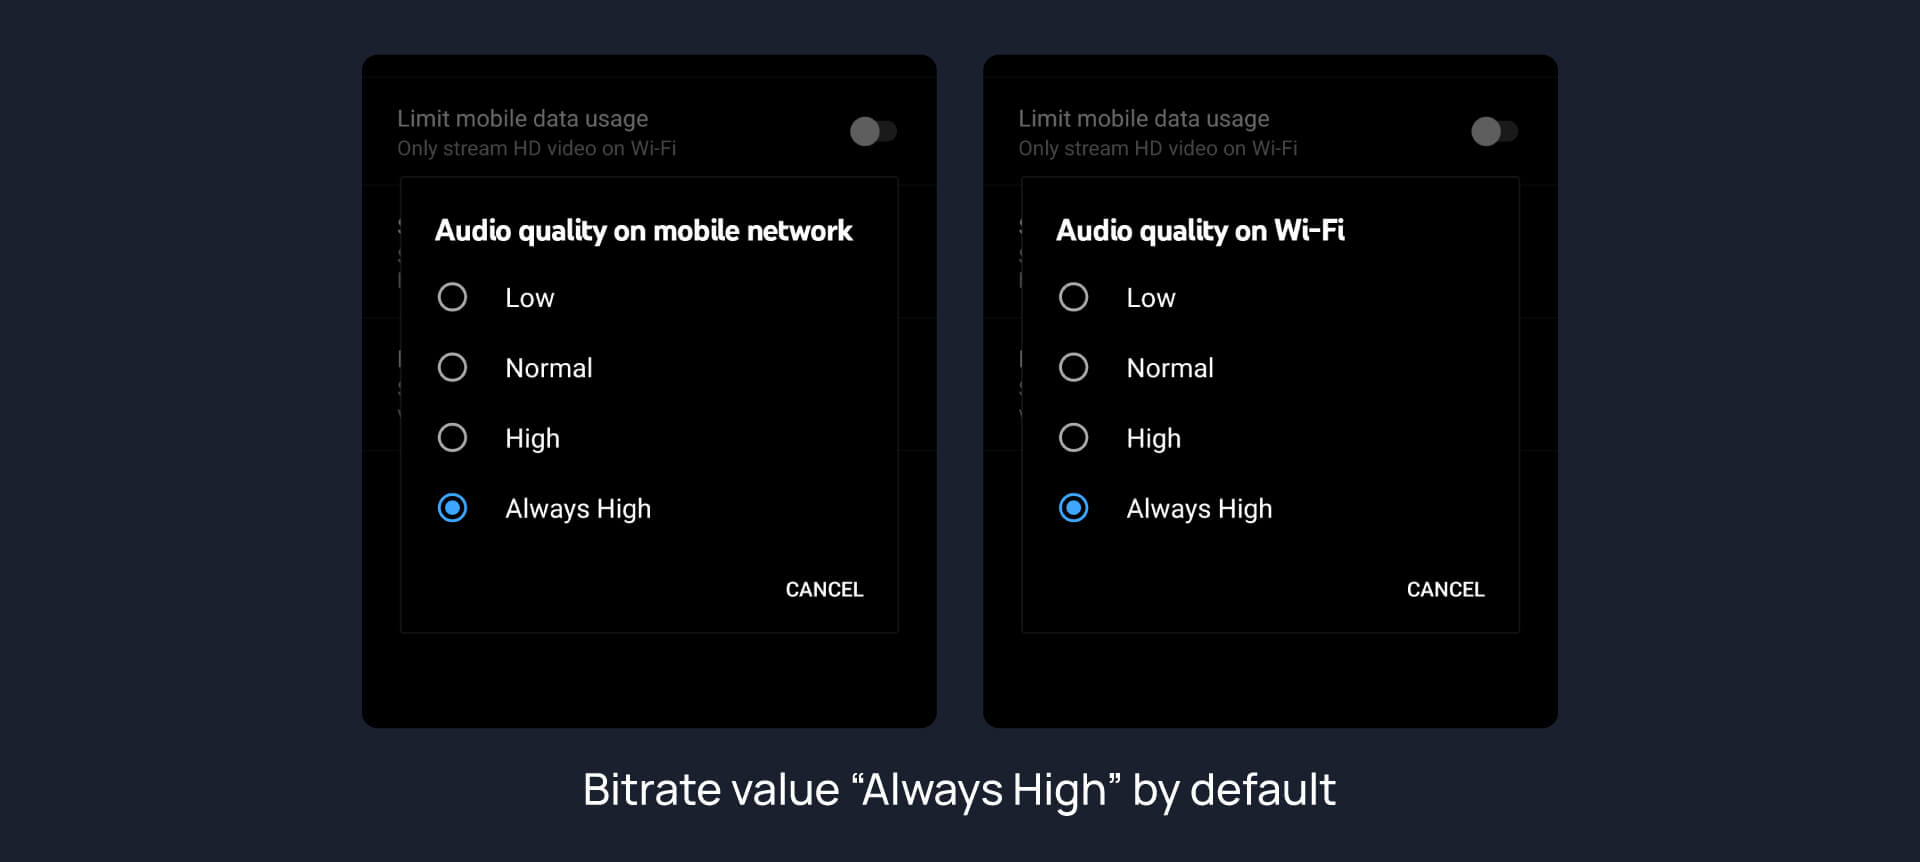 Limit mobile data usage
Only stream HD video on Wi-Fi
Audio quality on mobile network
Low
Normal
High
Always High
CANCEL
Limit mobile data usage
Only stream HD video on Wi-Fi
Audio quality on Wi-Fi
Low
Normal
High
Always High
CANCEL
Bitrate value “Always High” by default